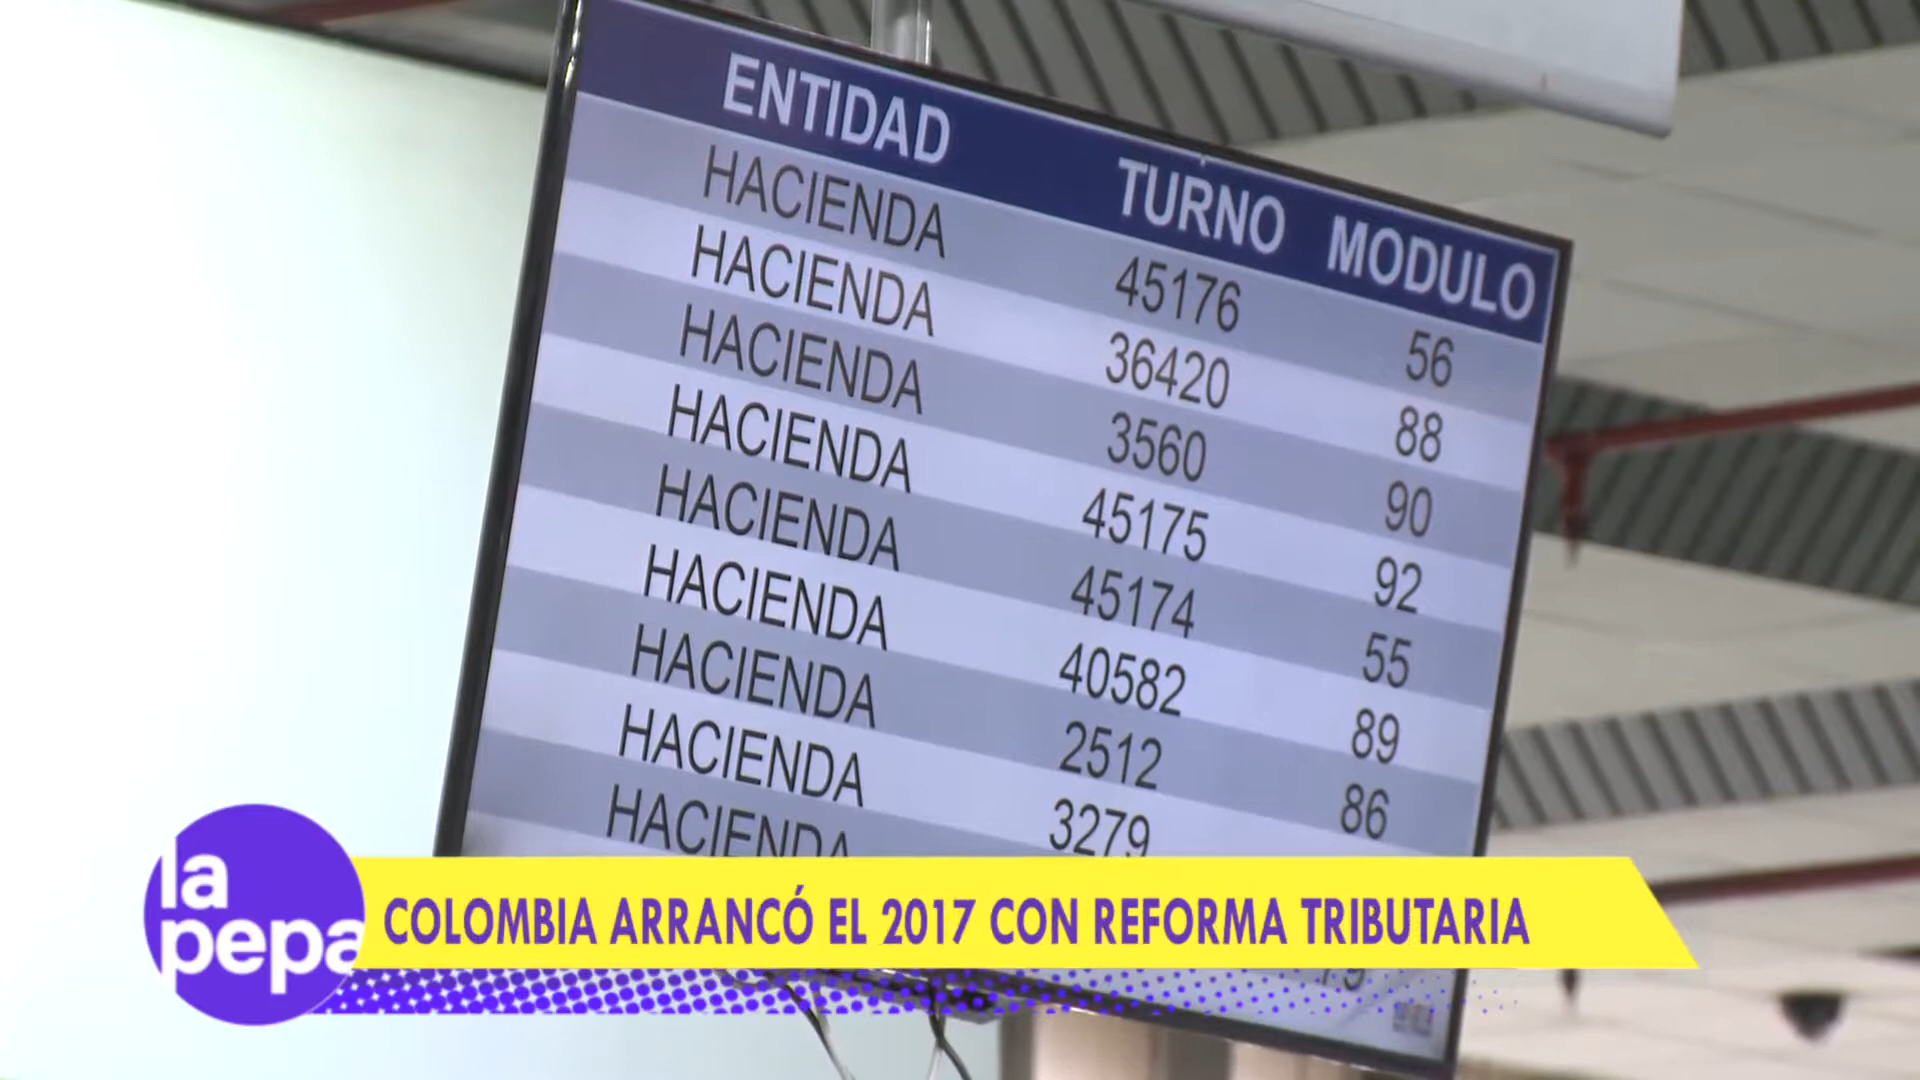 ENTIDAD TURNO MODULO
HACIENDA 45176 56
HACIENDA 36420 88
HACIENDA 3560 90
HACIENDA 45175 92
HACIENDA 45174 55
HACIENDA 40582 89
HACIENDA 2512 86
HACIENDA 3279
HACIENDA
la
pepa
COLOMBIA ARRANCÓ EL 2017 CON REFORMA TRIBUTARIA